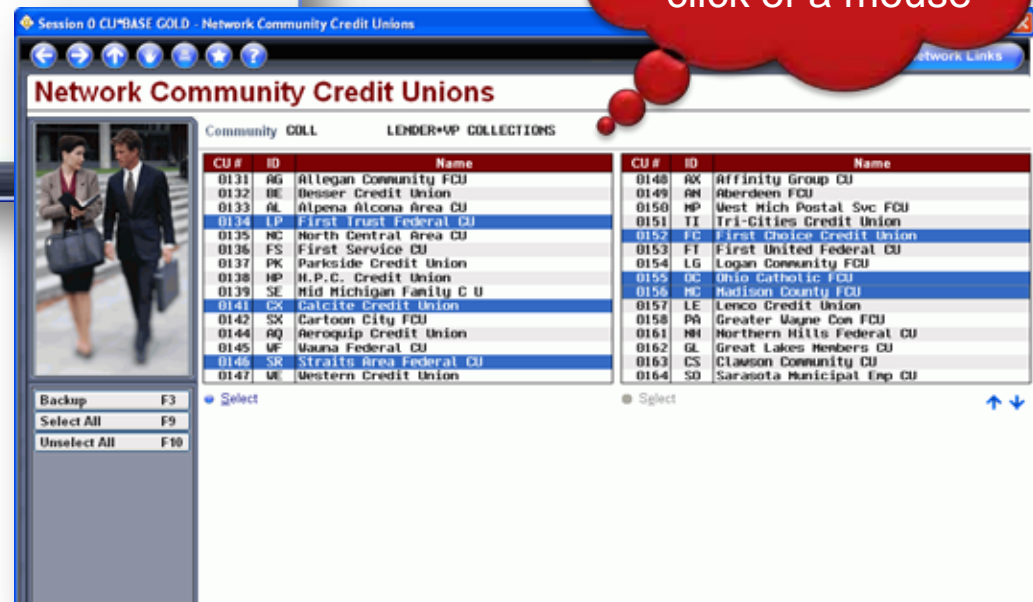 click of a mouse
Session 0 CU*BASE GOLD - Network Community Credit Unions
Network Links
Network Community Credit Unions
Community COLL LENDER*VP COLLECTIONS
CU # ID Name
0131 AG Allegan Community FCU
0132 BE Besser Credit Union
0133 AL Alpena Alcona Area CU
0134 LP First Trust Federal CU
0135 NC North Central Area CU
0136 FS First Service CU
0137 PK Parkside Credit Union
0138 HP H.P.C. Credit Union
0139 SE Mid Michigan Family C U
0141 CX Calcite Credit Union
0142 SX Cartoon City FCU
0144 AQ Aeroquip Credit Union
0145 WF Wauna Federal CU
0146 SR Straits Area Federal CU
0147 WE Western Credit Union
CU # ID Name
0148 AX Affinity Group CU
0149 AN Aberdeen FCU
0150 MP West Mich Postal Svc FCU
0151 TI Tri-Cities Credit Union
0152 FC First Choice Credit Union
0153 FT First United Federal CU
0154 LG Logan Community FCU
0155 OC Ohio Catholic FCU
0156 MC Madison County FCU
0157 LE Lenco Credit Union
0158 PA Greater Wayne Com FCU
0161 NH Northern Hills Federal CU
0162 GL Great Lakes Members CU
0163 CS Clawson Community CU
0164 SO Sarasota Municipal Emp CU
Select
Select
Backup F3
Select All F9
Unselect All F10